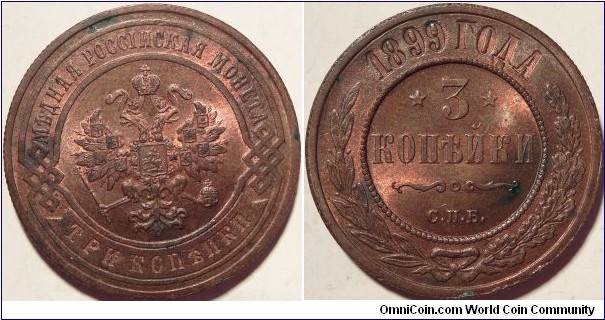 МѢДНАЯ РОССІЙСКАЯ МОНЕТА
ТРИ КОПѢЙКИ
1899 ГОДА
3
КОПѢЙКИ
С.П.Б.
OmniCoin.com World Coin Community